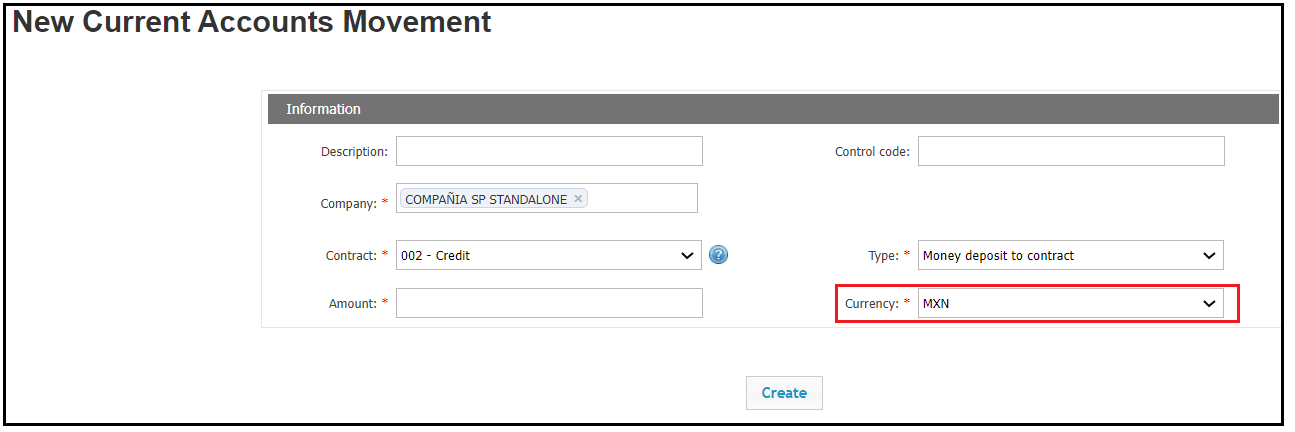 New Current Accounts Movement
Information
Description:
Control code:
Company: * COMPAÑIA SP STANDALONE ×
Contract: * 002 - Credit ?
Type: * Money deposit to contract
Amount: *
Currency: * MXN
Create